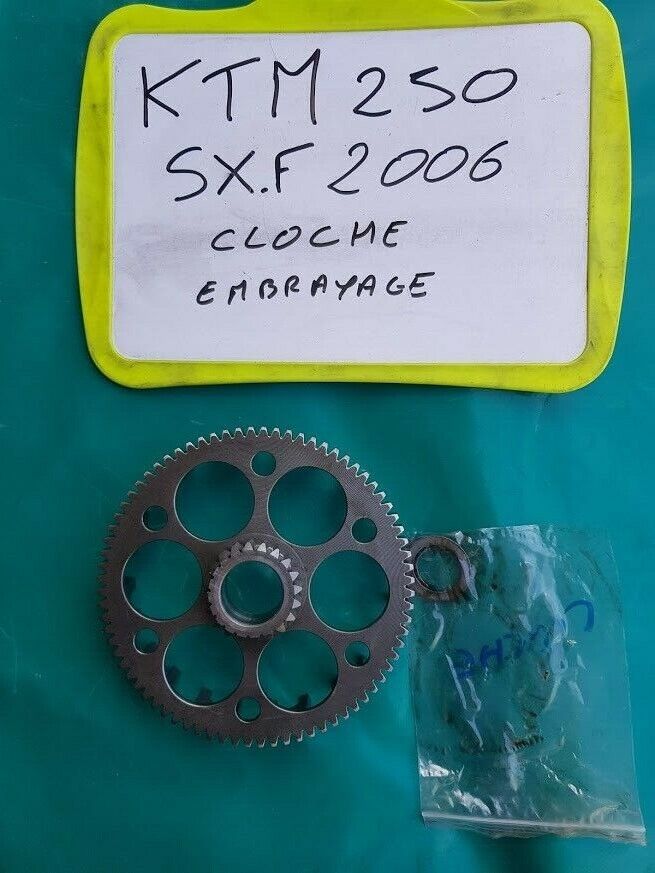 KTM 250
SX.F 2006
CLOCHE
EMBRAYAGE